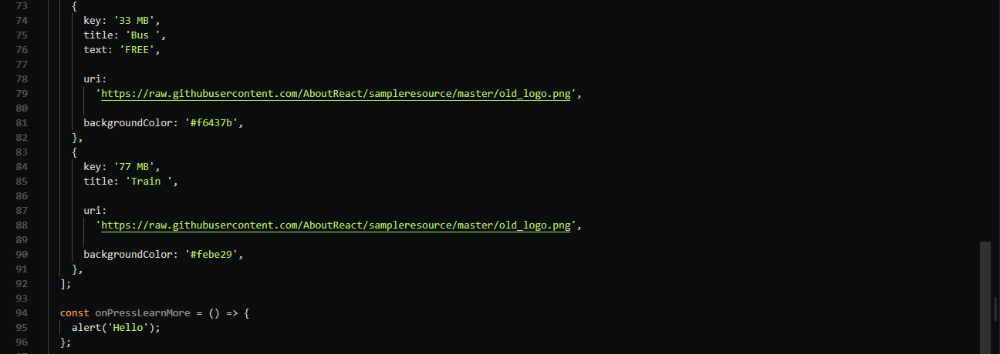 73 {
74 key: '33 MB',
75 title: 'Bus ',
76 text: 'FREE',
77
78 uri:
79 'https://raw.githubusercontent.com/AboutReact/sampleresource/master/old_logo.png',
80
81 backgroundColor: '#f6437b',
82 },
83 {
84 key: '77 MB',
85 title: 'Train ',
86
87 uri:
88 'https://raw.githubusercontent.com/AboutReact/sampleresource/master/old_logo.png',
89
90 backgroundColor: '#febe29',
91 },
92 ];
93
94 const onPressLearnMore = () => {
95 alert('Hello');
96 };